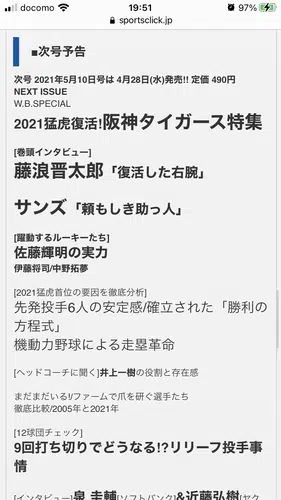 docomo 19:51 97%
sportsclick.jp
■次号予告
次号 2021年5月10日号は 4月28日(水)発売!! 定価 490円
NEXT ISSUE
W.B.SPECIAL
2021猛虎復活!阪神タイガース特集
[巻頭インタビュー]
藤浪晋太郎「復活した右腕」
サンズ「頼もしき助っ人」
[躍動するルーキーたち]
佐藤輝明の実力
伊藤将司/中野拓夢
[2021猛虎首位の要因を徹底分析]
先発投手6人の安定感/確立された「勝利の
方程式」
機動力野球による走塁革命
[ヘッドコーチに聞く]井上一樹の役割と存在感
まだまだいる!/ファームで爪を研ぐ選手たち
徹底比較/2005年と2021年
[12球団チェック]
9回打ち切りでどうなる!?リリーフ投手事
情
[インタビュー]泉 圭輔[ソフトバンク]&近藤弘樹[ヤク